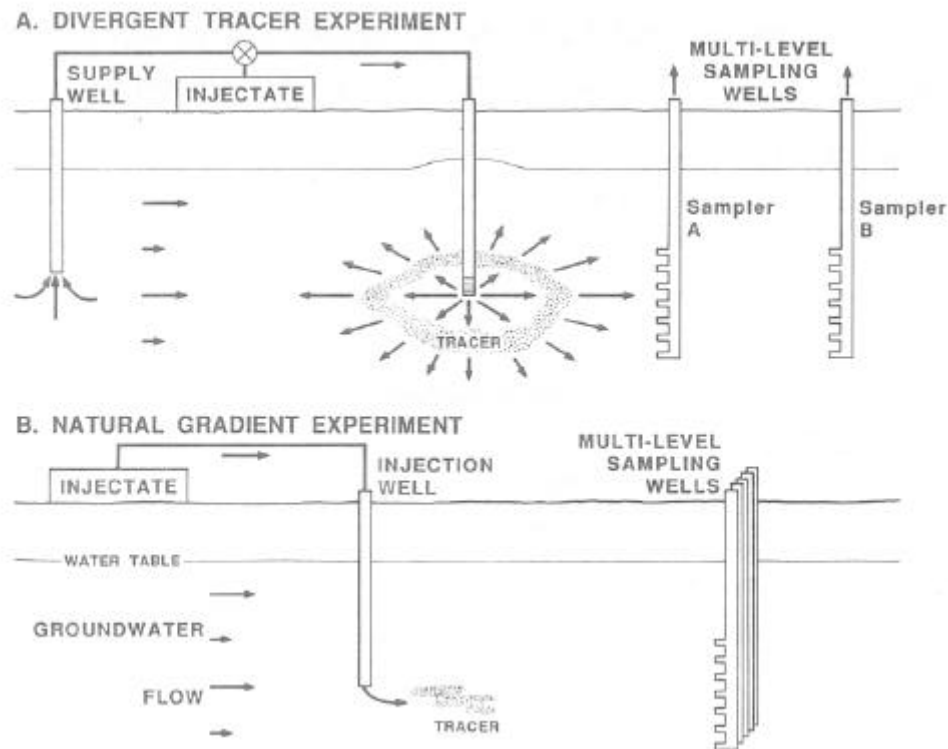 A. DIVERGENT TRACER EXPERIMENT
SUPPLY
WELL
INJECTATE
MULTI-LEVEL
SAMPLING
WELLS
Sampler
A
Sampler
B
TRACER
B. NATURAL GRADIENT EXPERIMENT
INJECTATE
INJECTION
WELL
MULTI-LEVEL
SAMPLING
WELLS
WATER TABLE
GROUNDWATER
FLOW
TRACER